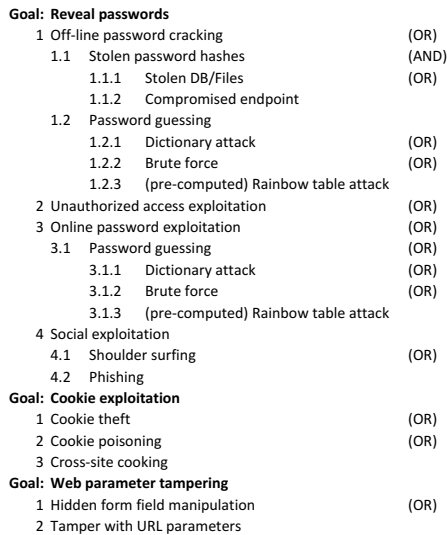 Goal: Reveal passwords
1 Off-line password cracking (OR)
1.1 Stolen password hashes (AND)
1.1.1 Stolen DB/Files (OR)
1.1.2 Compromised endpoint
1.2 Password guessing
1.2.1 Dictionary attack (OR)
1.2.2 Brute force (OR)
1.2.3 (pre-computed) Rainbow table attack
2 Unauthorized access exploitation (OR)
3 Online password exploitation (OR)
3.1 Password guessing (OR)
3.1.1 Dictionary attack (OR)
3.1.2 Brute force (OR)
3.1.3 (pre-computed) Rainbow table attack
4 Social exploitation
4.1 Shoulder surfing (OR)
4.2 Phishing
Goal: Cookie exploitation
1 Cookie theft (OR)
2 Cookie poisoning (OR)
3 Cross-site cooking
Goal: Web parameter tampering
1 Hidden form field manipulation (OR)
2 Tamper with URL parameters